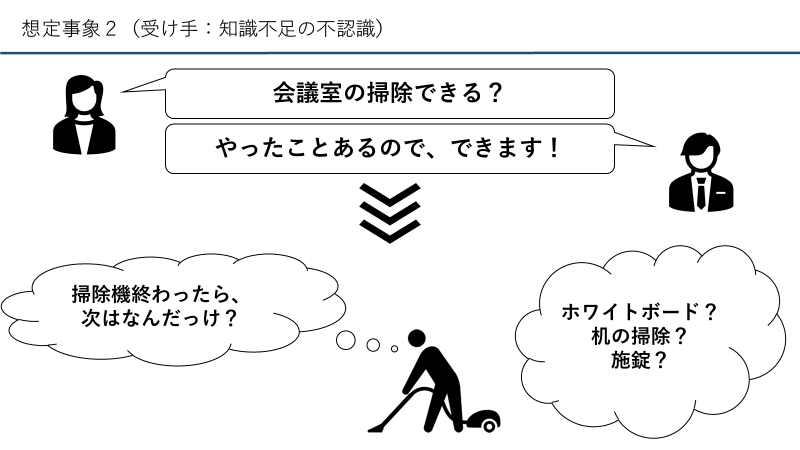 想定事象２（受け手：知識不足の不認識）
会議室の掃除できる？
やったことあるので、できます！
掃除機終わったら、
次はなんだっけ？
ホワイトボード？
机の掃除？
施錠？